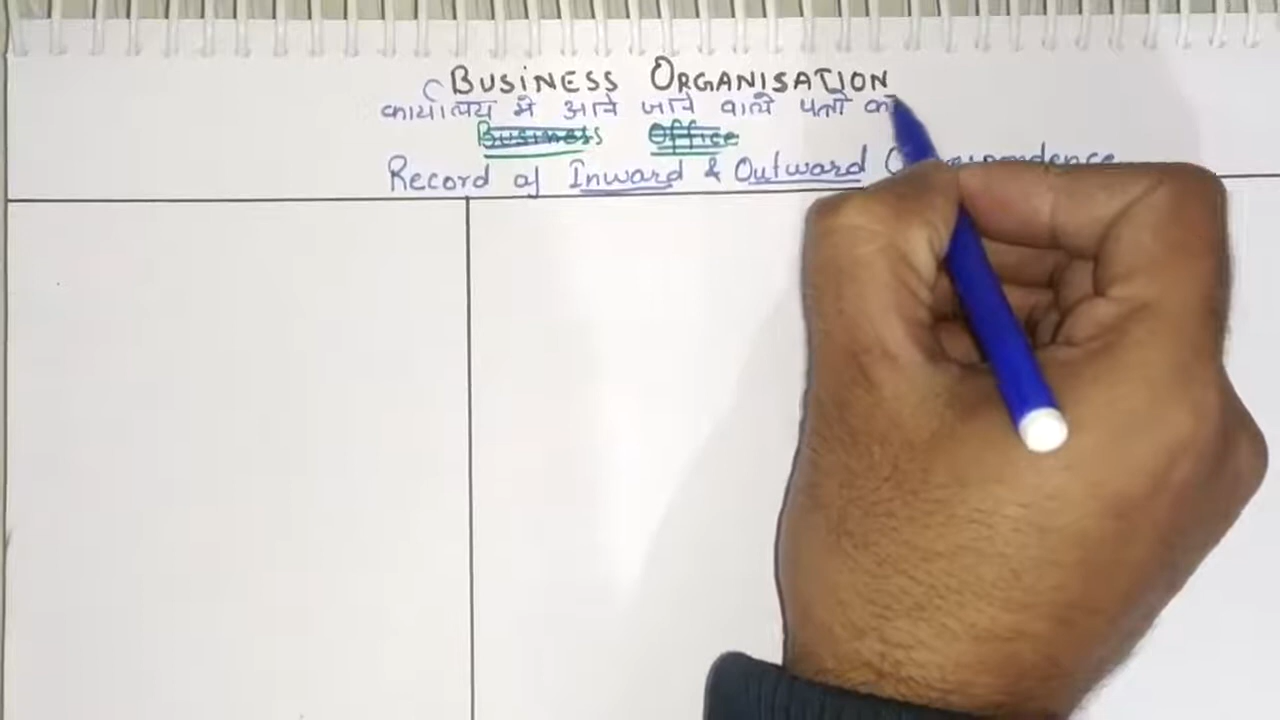 BUSINESS ORGANISATION
कार्यालय मे आने जाने वाले पत्रो का
Business Office
Record of Inward & Outward